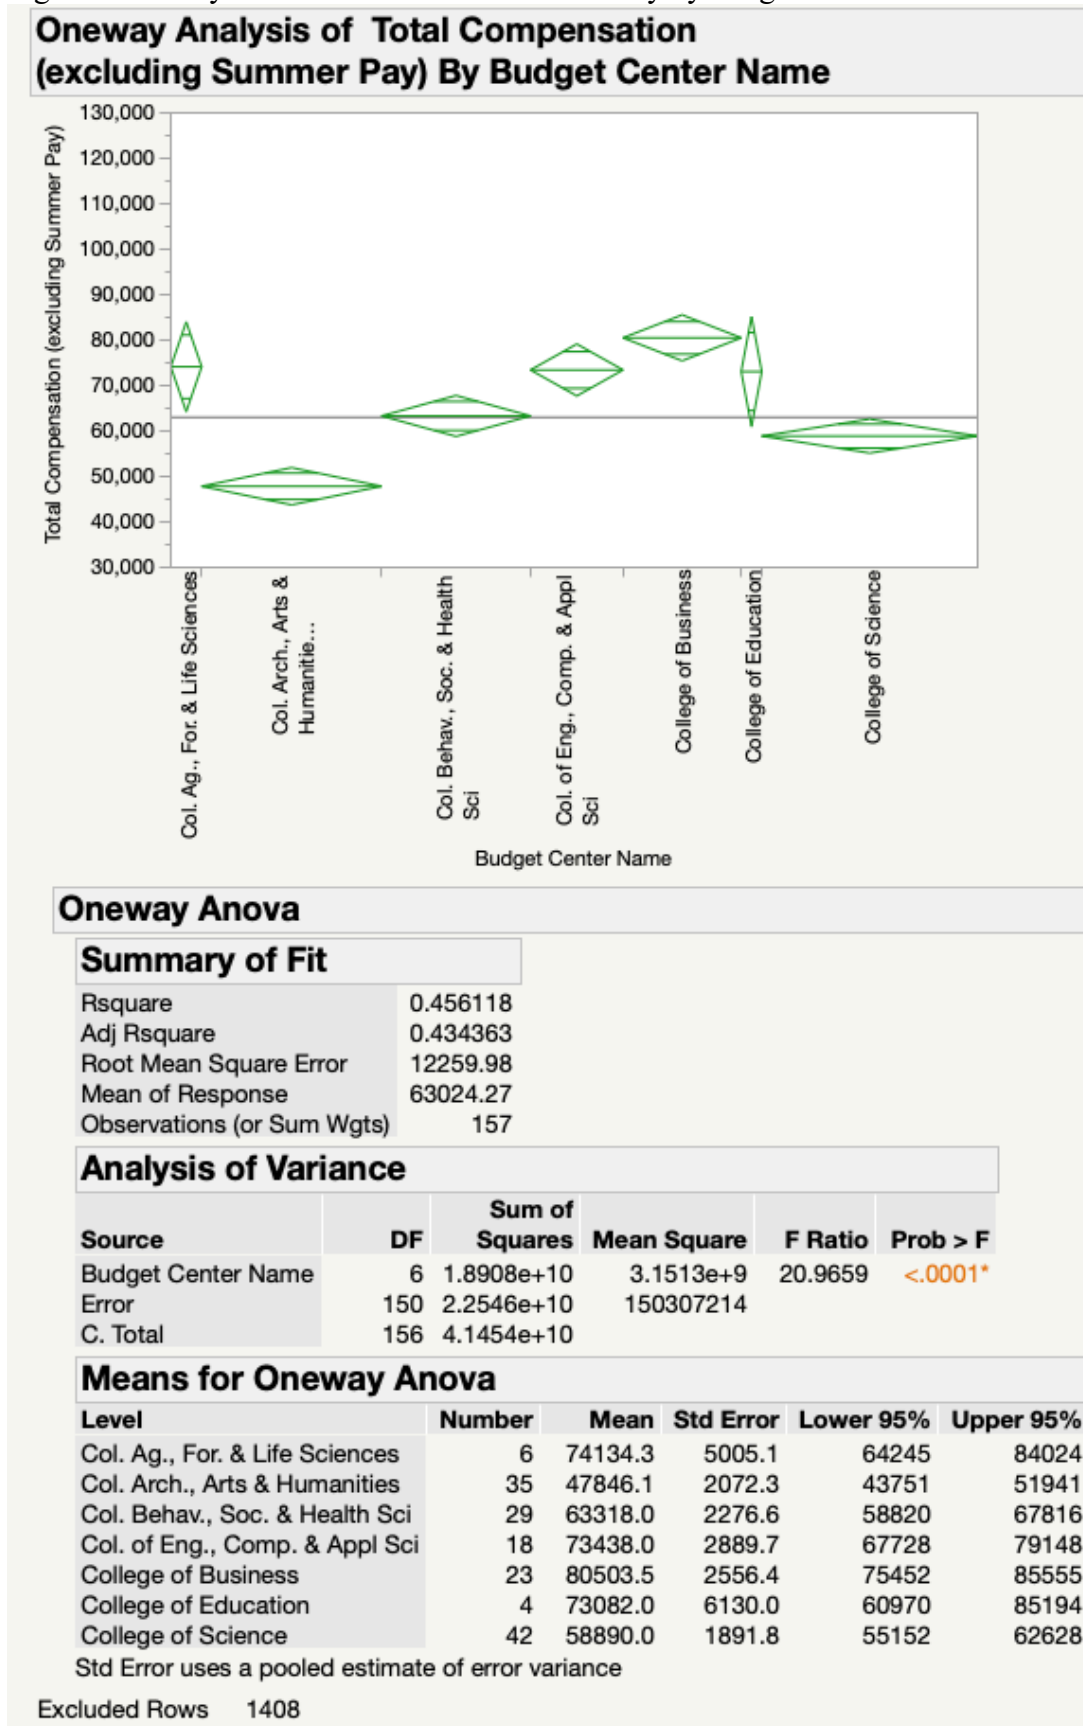 Oneway Analysis of Total Compensation
(excluding Summer Pay) By Budget Center Name
130,000
120,000
110,000
100,000
90,000
80,000
70,000
60,000
50,000
40,000
30,000
Total Compensation (excluding Summer Pay)
Col. Ag., For. & Life Sciences
Col. Arch., Arts &
Humanitie...
Col. Behav., Soc. & Health
Sci
Col. of Eng., Comp. & Appl
Sci
College of Business
College of Education
College of Science
Budget Center Name
Oneway Anova
Summary of Fit
Rsquare 0.456118
Adj Rsquare 0.434363
Root Mean Square Error 12259.98
Mean of Response 63024.27
Observations (or Sum Wgts) 157
Analysis of Variance
Source DF Sum of Squares Mean Square F Ratio Prob > F
Budget Center Name 6 1.8908e+10 3.1513e+9 20.9659 <.0001*
Error 150 2.2546e+10 150307214
C. Total 156 4.1454e+10
Means for Oneway Anova
Level Number Mean Std Error Lower 95% Upper 95%
Col. Ag., For. & Life Sciences 6 74134.3 5005.1 64245 84024
Col. Arch., Arts & Humanities 35 47846.1 2072.3 43751 51941
Col. Behav., Soc. & Health Sci 29 63318.0 2276.6 58820 67816
Col. of Eng., Comp. & Appl Sci 18 73438.0 2889.7 67728 79148
College of Business 23 80503.5 2556.4 75452 85555
College of Education 4 73082.0 6130.0 60970 85194
College of Science 42 58890.0 1891.8 55152 62628
Std Error uses a pooled estimate of error variance
Excluded Rows 1408